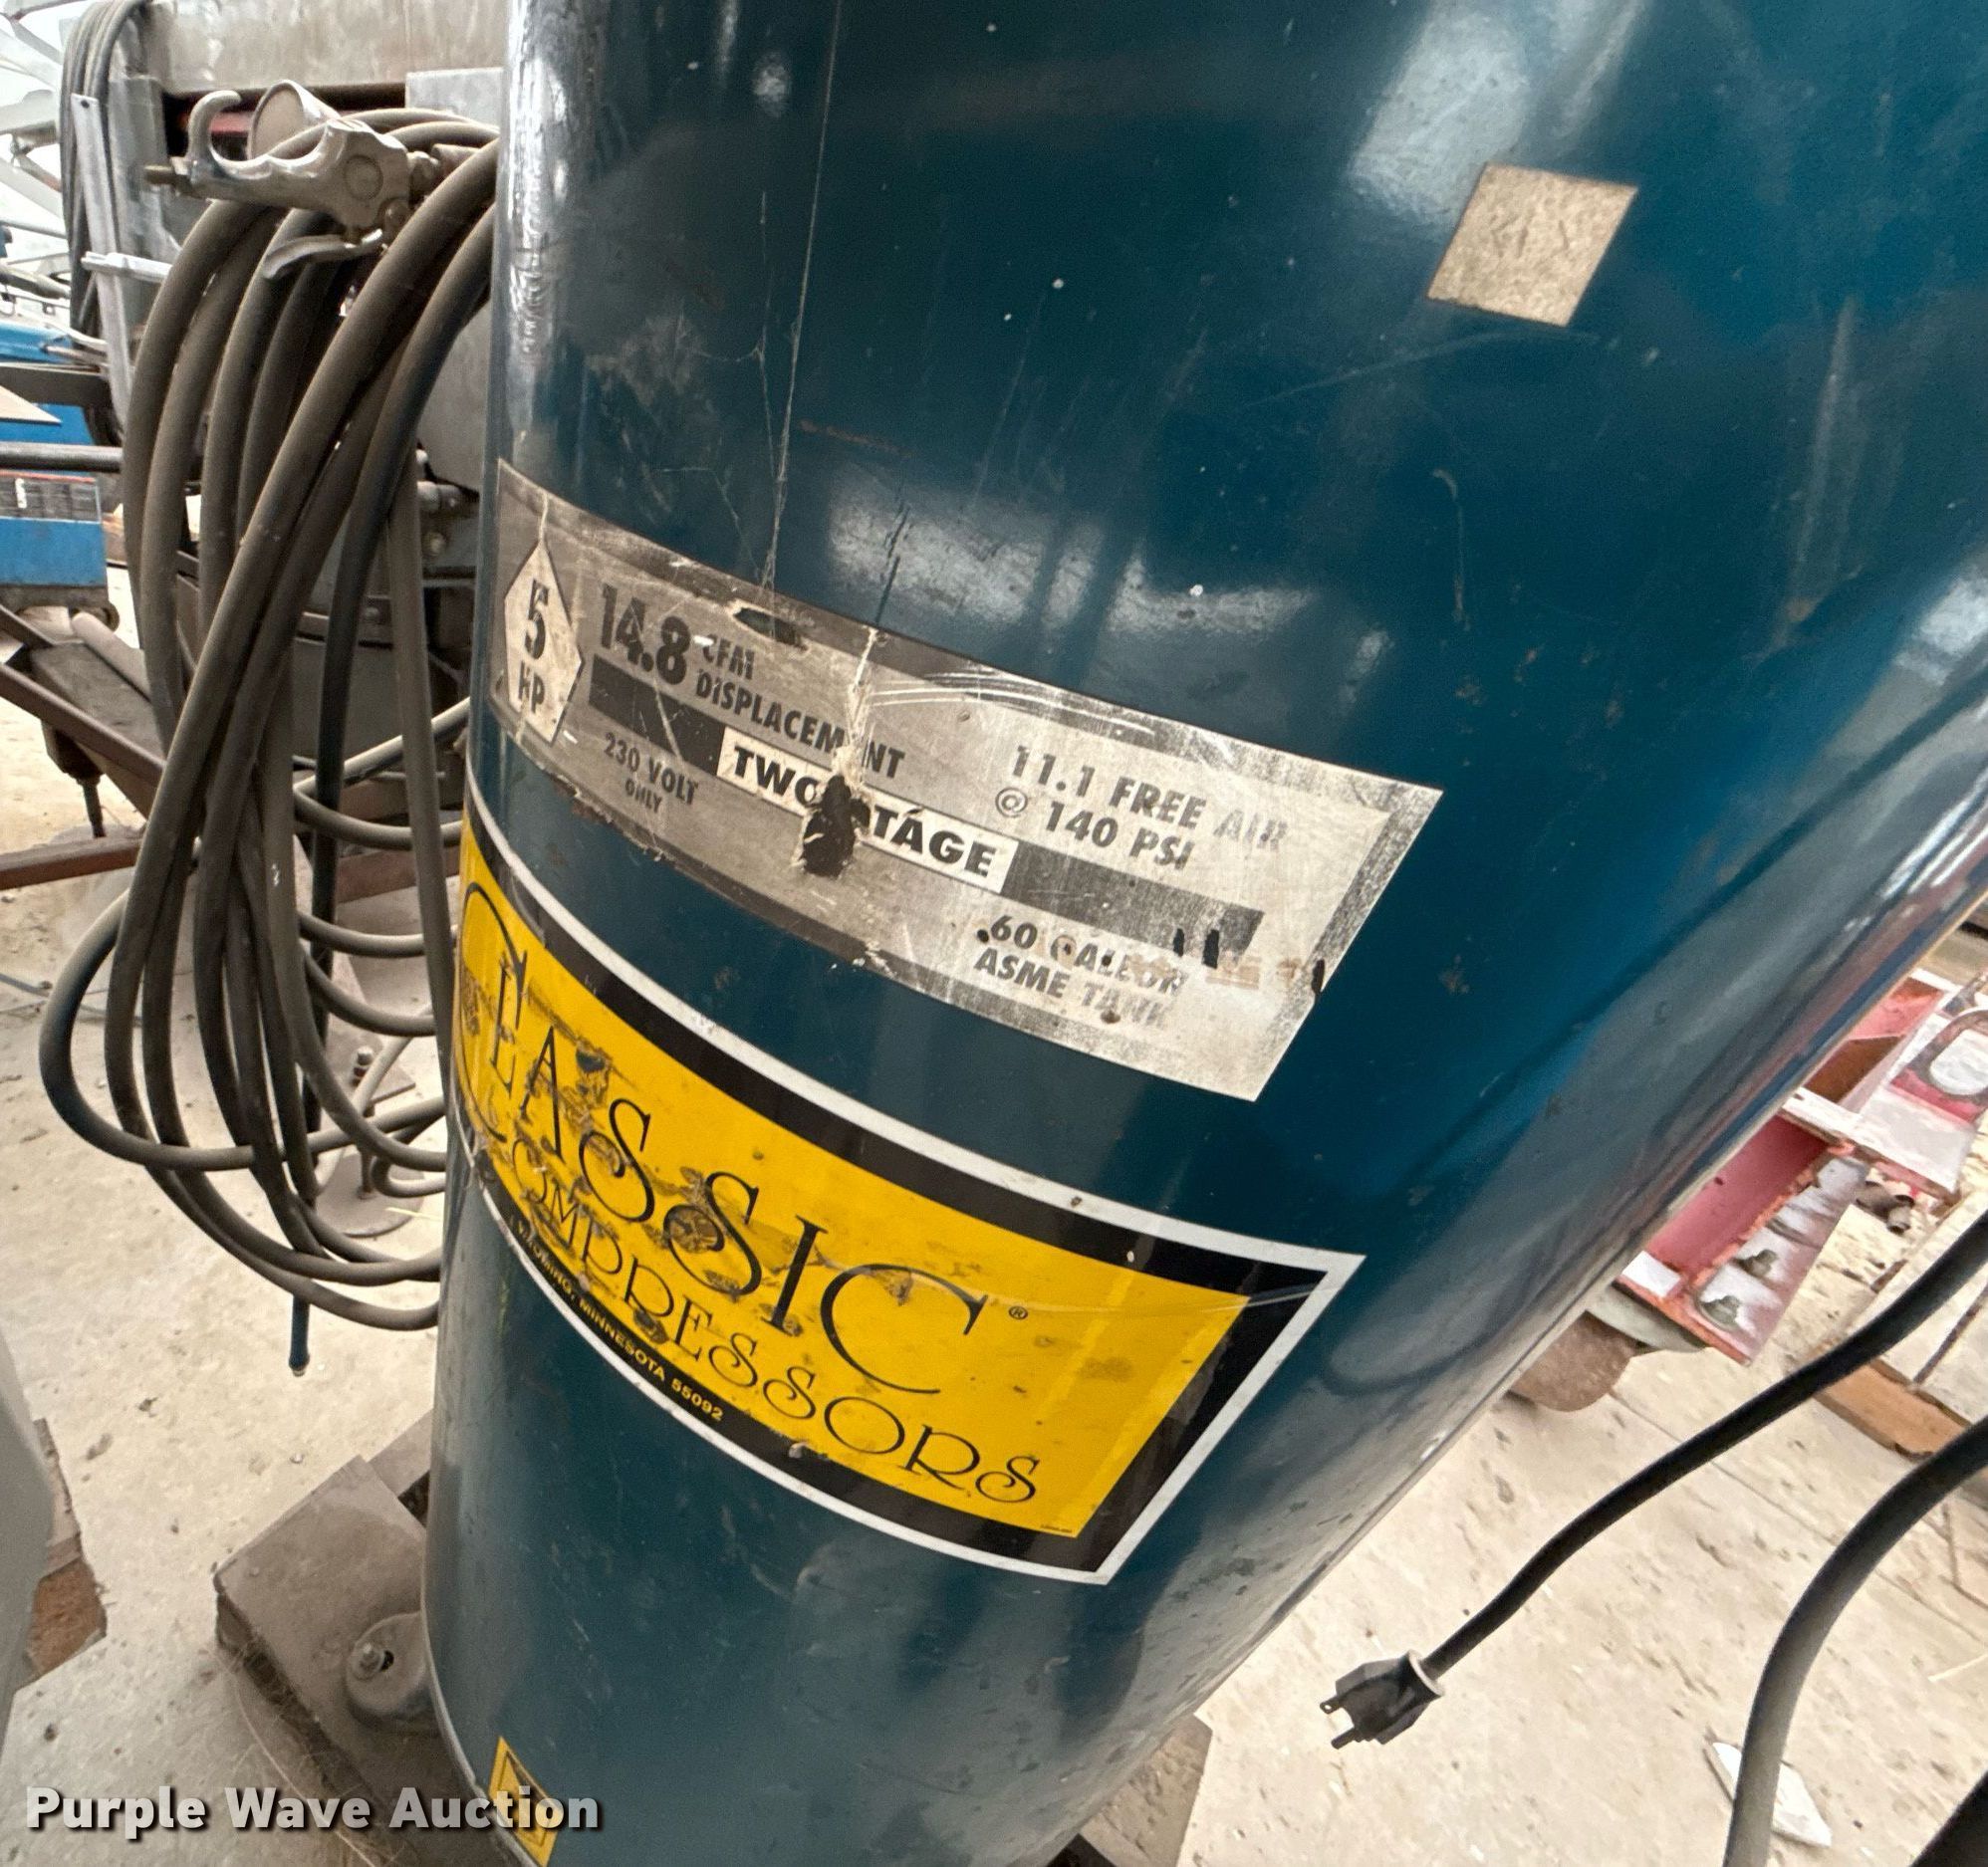 5
HP
14.8 CFM
DISPLACEMENT
11.1 FREE AIR
@ 140 PSI
TWO STAGE
230 VOLT
ONLY
60 GALLON
ASME TANK
CLASSIC®
COMPRESSORS
WYOMING, MINNESOTA 55092
Purple Wave Auction